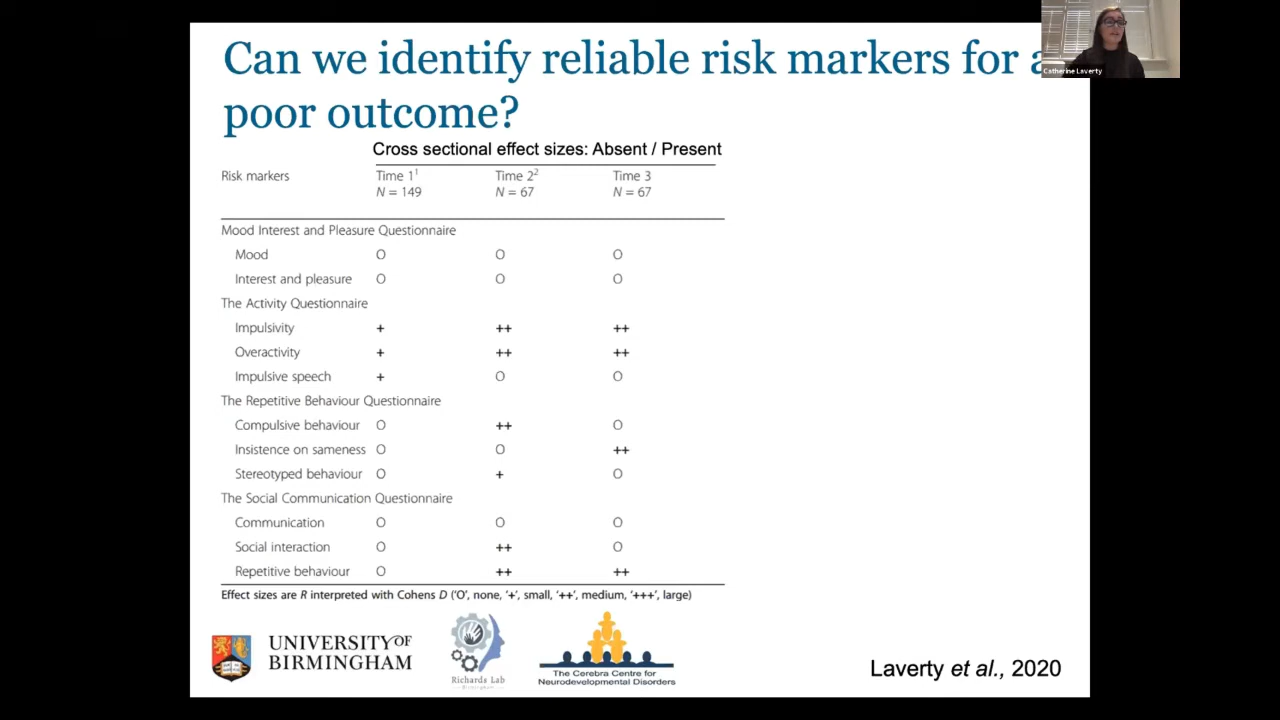 Can we identify reliable risk markers for a
poor outcome?
Catherine Laverty
Cross sectional effect sizes: Absent / Present
Risk markers Time 1¹ Time 2² Time 3
N = 149 N = 67 N = 67
Mood Interest and Pleasure Questionnaire
Mood O O O
Interest and pleasure O O O
The Activity Questionnaire
Impulsivity + ++ ++
Overactivity + ++ ++
Impulsive speech + O O
The Repetitive Behaviour Questionnaire
Compulsive behaviour O ++ O
Insistence on sameness O O ++
Stereotyped behaviour O + O
The Social Communication Questionnaire
Communication O O O
Social interaction O ++ O
Repetitive behaviour O ++ ++
Effect sizes are R interpreted with Cohens D ('O', none, '+', small, '++', medium, '+++', large)
UNIVERSITY OF
BIRMINGHAM
Richards Lab
Birmingham
The Cerebra Centre for
Neurodevelopmental Disorders
Laverty et al., 2020